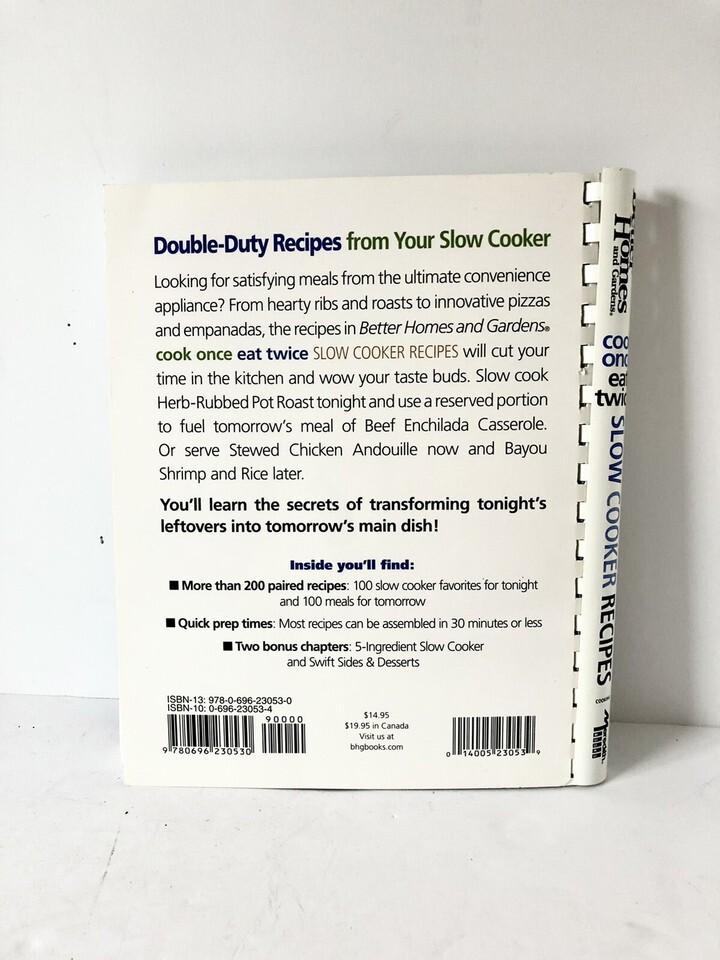 Double-Duty Recipes from Your Slow Cooker
Looking for satisfying meals from the ultimate convenience
appliance? From hearty ribs and roasts to innovative pizzas
and empanadas, the recipes in Better Homes and Gardens®
cook once eat twice SLOW COOKER RECIPES will cut your
time in the kitchen and wow your taste buds. Slow cook
Herb-Rubbed Pot Roast tonight and use a reserved portion
to fuel tomorrow's meal of Beef Enchilada Casserole.
Or serve Stewed Chicken Andouille now and Bayou
Shrimp and Rice later.
You'll learn the secrets of transforming tonight's
leftovers into tomorrow's main dish!
Inside you'll find:
■ More than 200 paired recipes: 100 slow cooker favorites for tonight
and 100 meals for tomorrow
■ Quick prep times: Most recipes can be assembled in 30 minutes or less
■ Two bonus chapters: 5-Ingredient Slow Cooker
and Swift Sides & Desserts
ISBN-13: 978-0-696-23053-0
ISBN-10: 0-696-23053-4
90000
9 780696 230530
$14.95
$19.95 in Canada
Visit us at
bhgbooks.com
0 14005 23053 9
Homes
and Gardens®
SLOW COOKER RECIPES